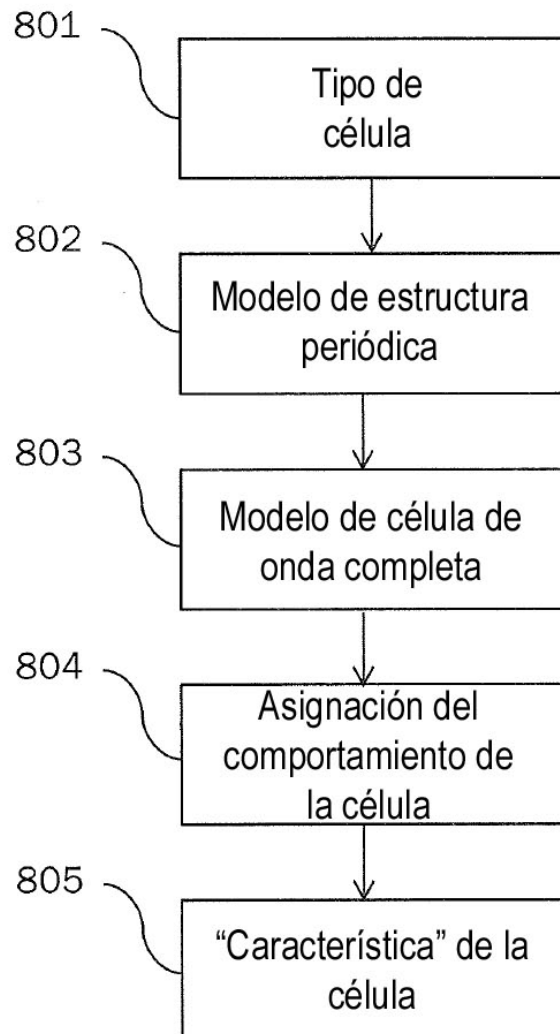 801
Tipo de
célula
802
Modelo de estructura
periódica
803
Modelo de célula de
onda completa
804
Asignación del
comportamiento de
la célula
805
“Característica” de la
célula